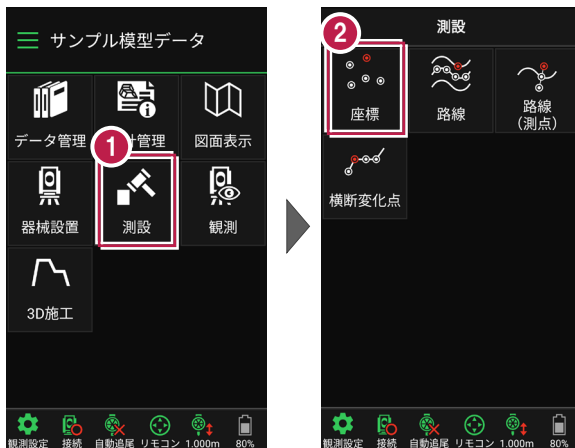 サンプル模型データ
データ管理
計管理
図面表示
1
器械設置
測設
観測
3D施工
観測設定
接続
自動追尾
リモコン
1.000m
80%
2
測設
座標
路線
路線
(測点)
横断変化点
観測設定
接続
自動追尾
リモコン
1.000m
80%